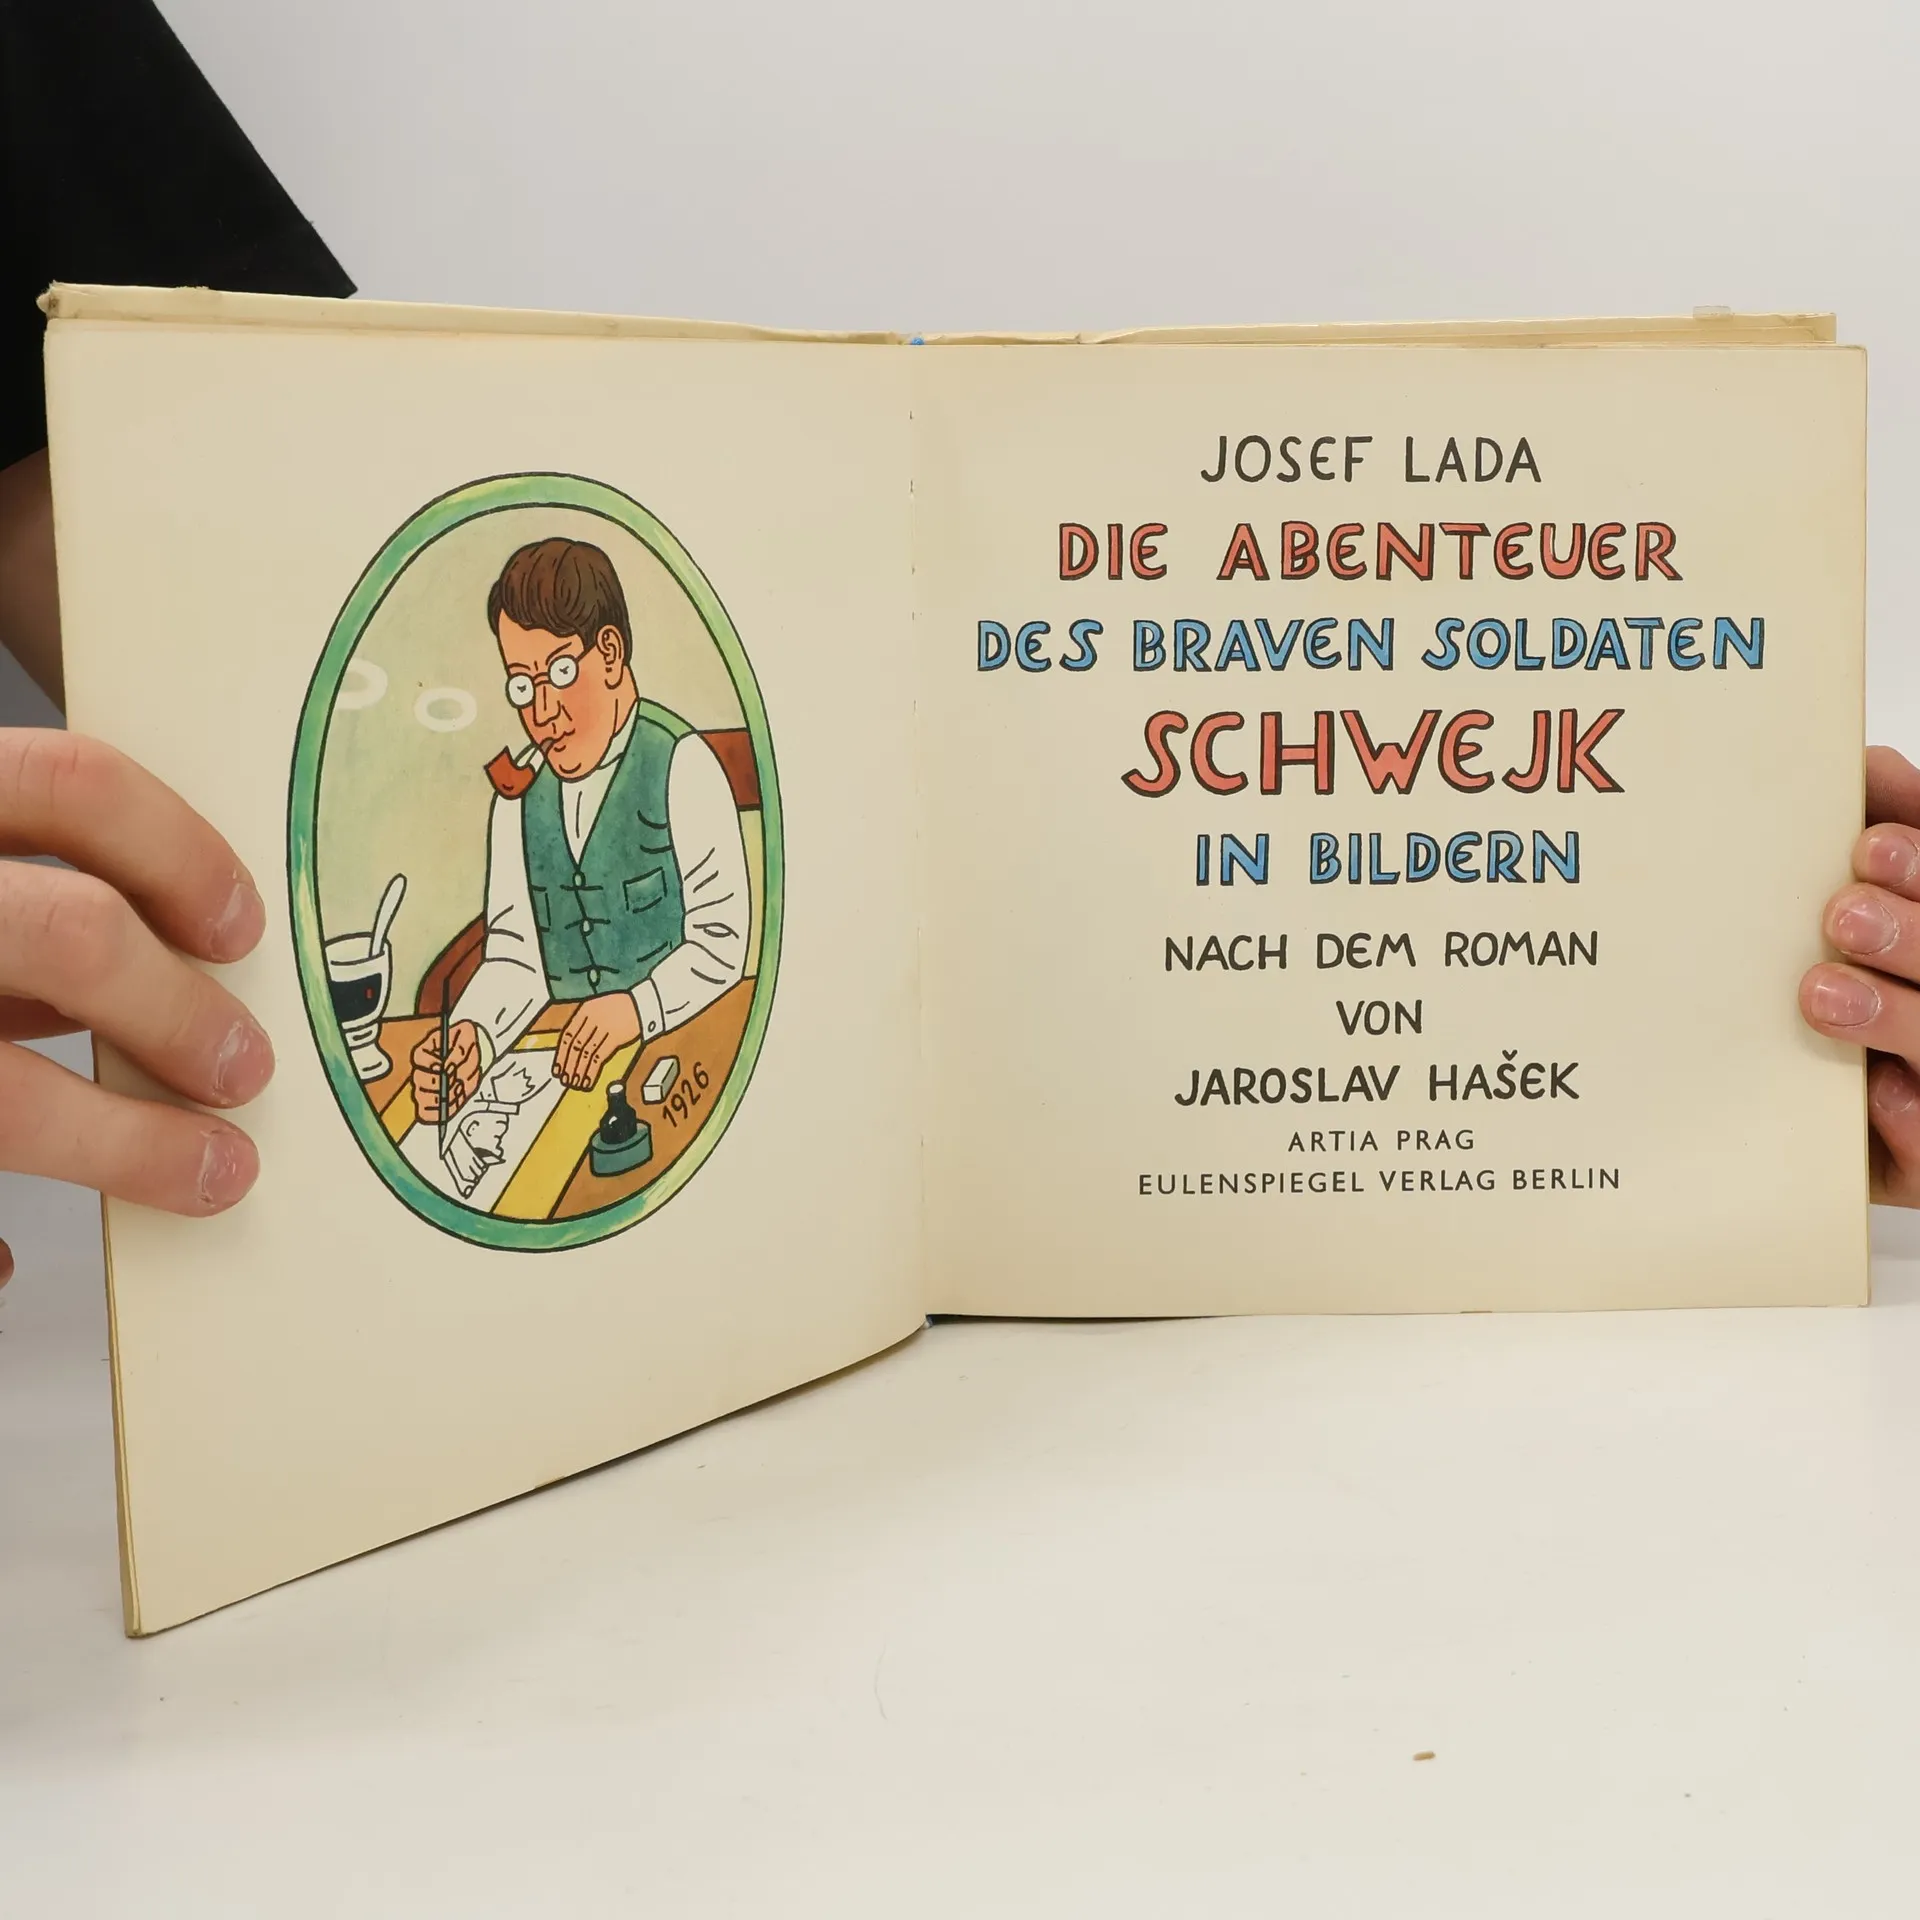 1926
JOSEF LADA
DIE ABENTEUER
DES BRAVEN SOLDATEN
SCHWEJK
IN BILDERN
NACH DEM ROMAN
VON
JAROSLAV HAŠEK
ARTIA PRAG
EULENSPIEGEL VERLAG BERLIN